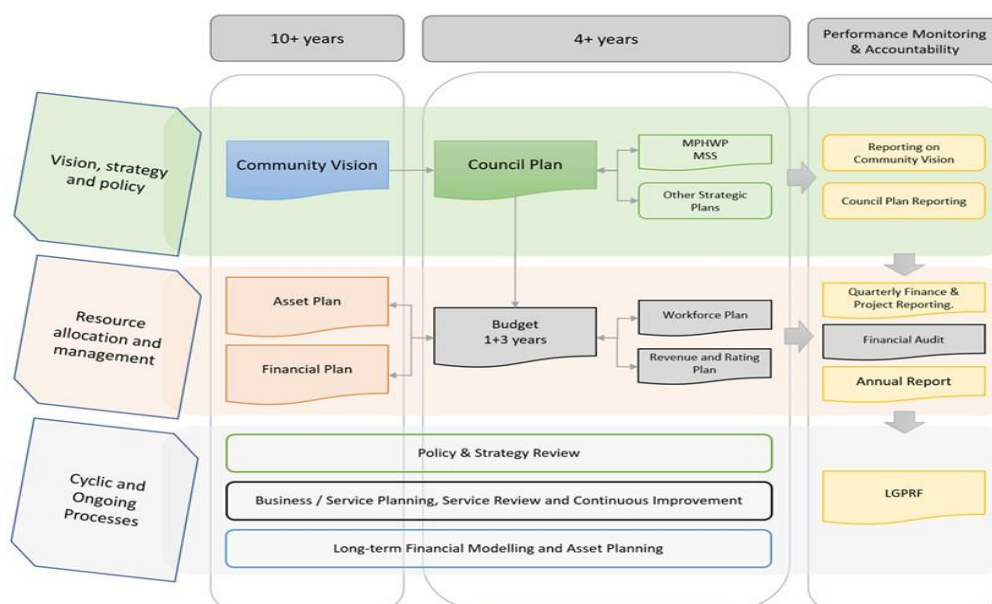 10+ years
4+ years
Performance Monitoring
& Accountability
Vision, strategy
and policy
Community Vision
Council Plan
MPHWP
MSS
Other Strategic
Plans
Reporting on
Community Vision
Council Plan Reporting
Resource
allocation and
management
Asset Plan
Financial Plan
Budget
1+3 years
Workforce Plan
Revenue and Rating
Plan
Quarterly Finance &
Project Reporting.
Financial Audit
Annual Report
Cyclic and
Ongoing
Processes
Policy & Strategy Review
Business / Service Planning, Service Review and Continuous Improvement
Long-term Financial Modelling and Asset Planning
LGPRF